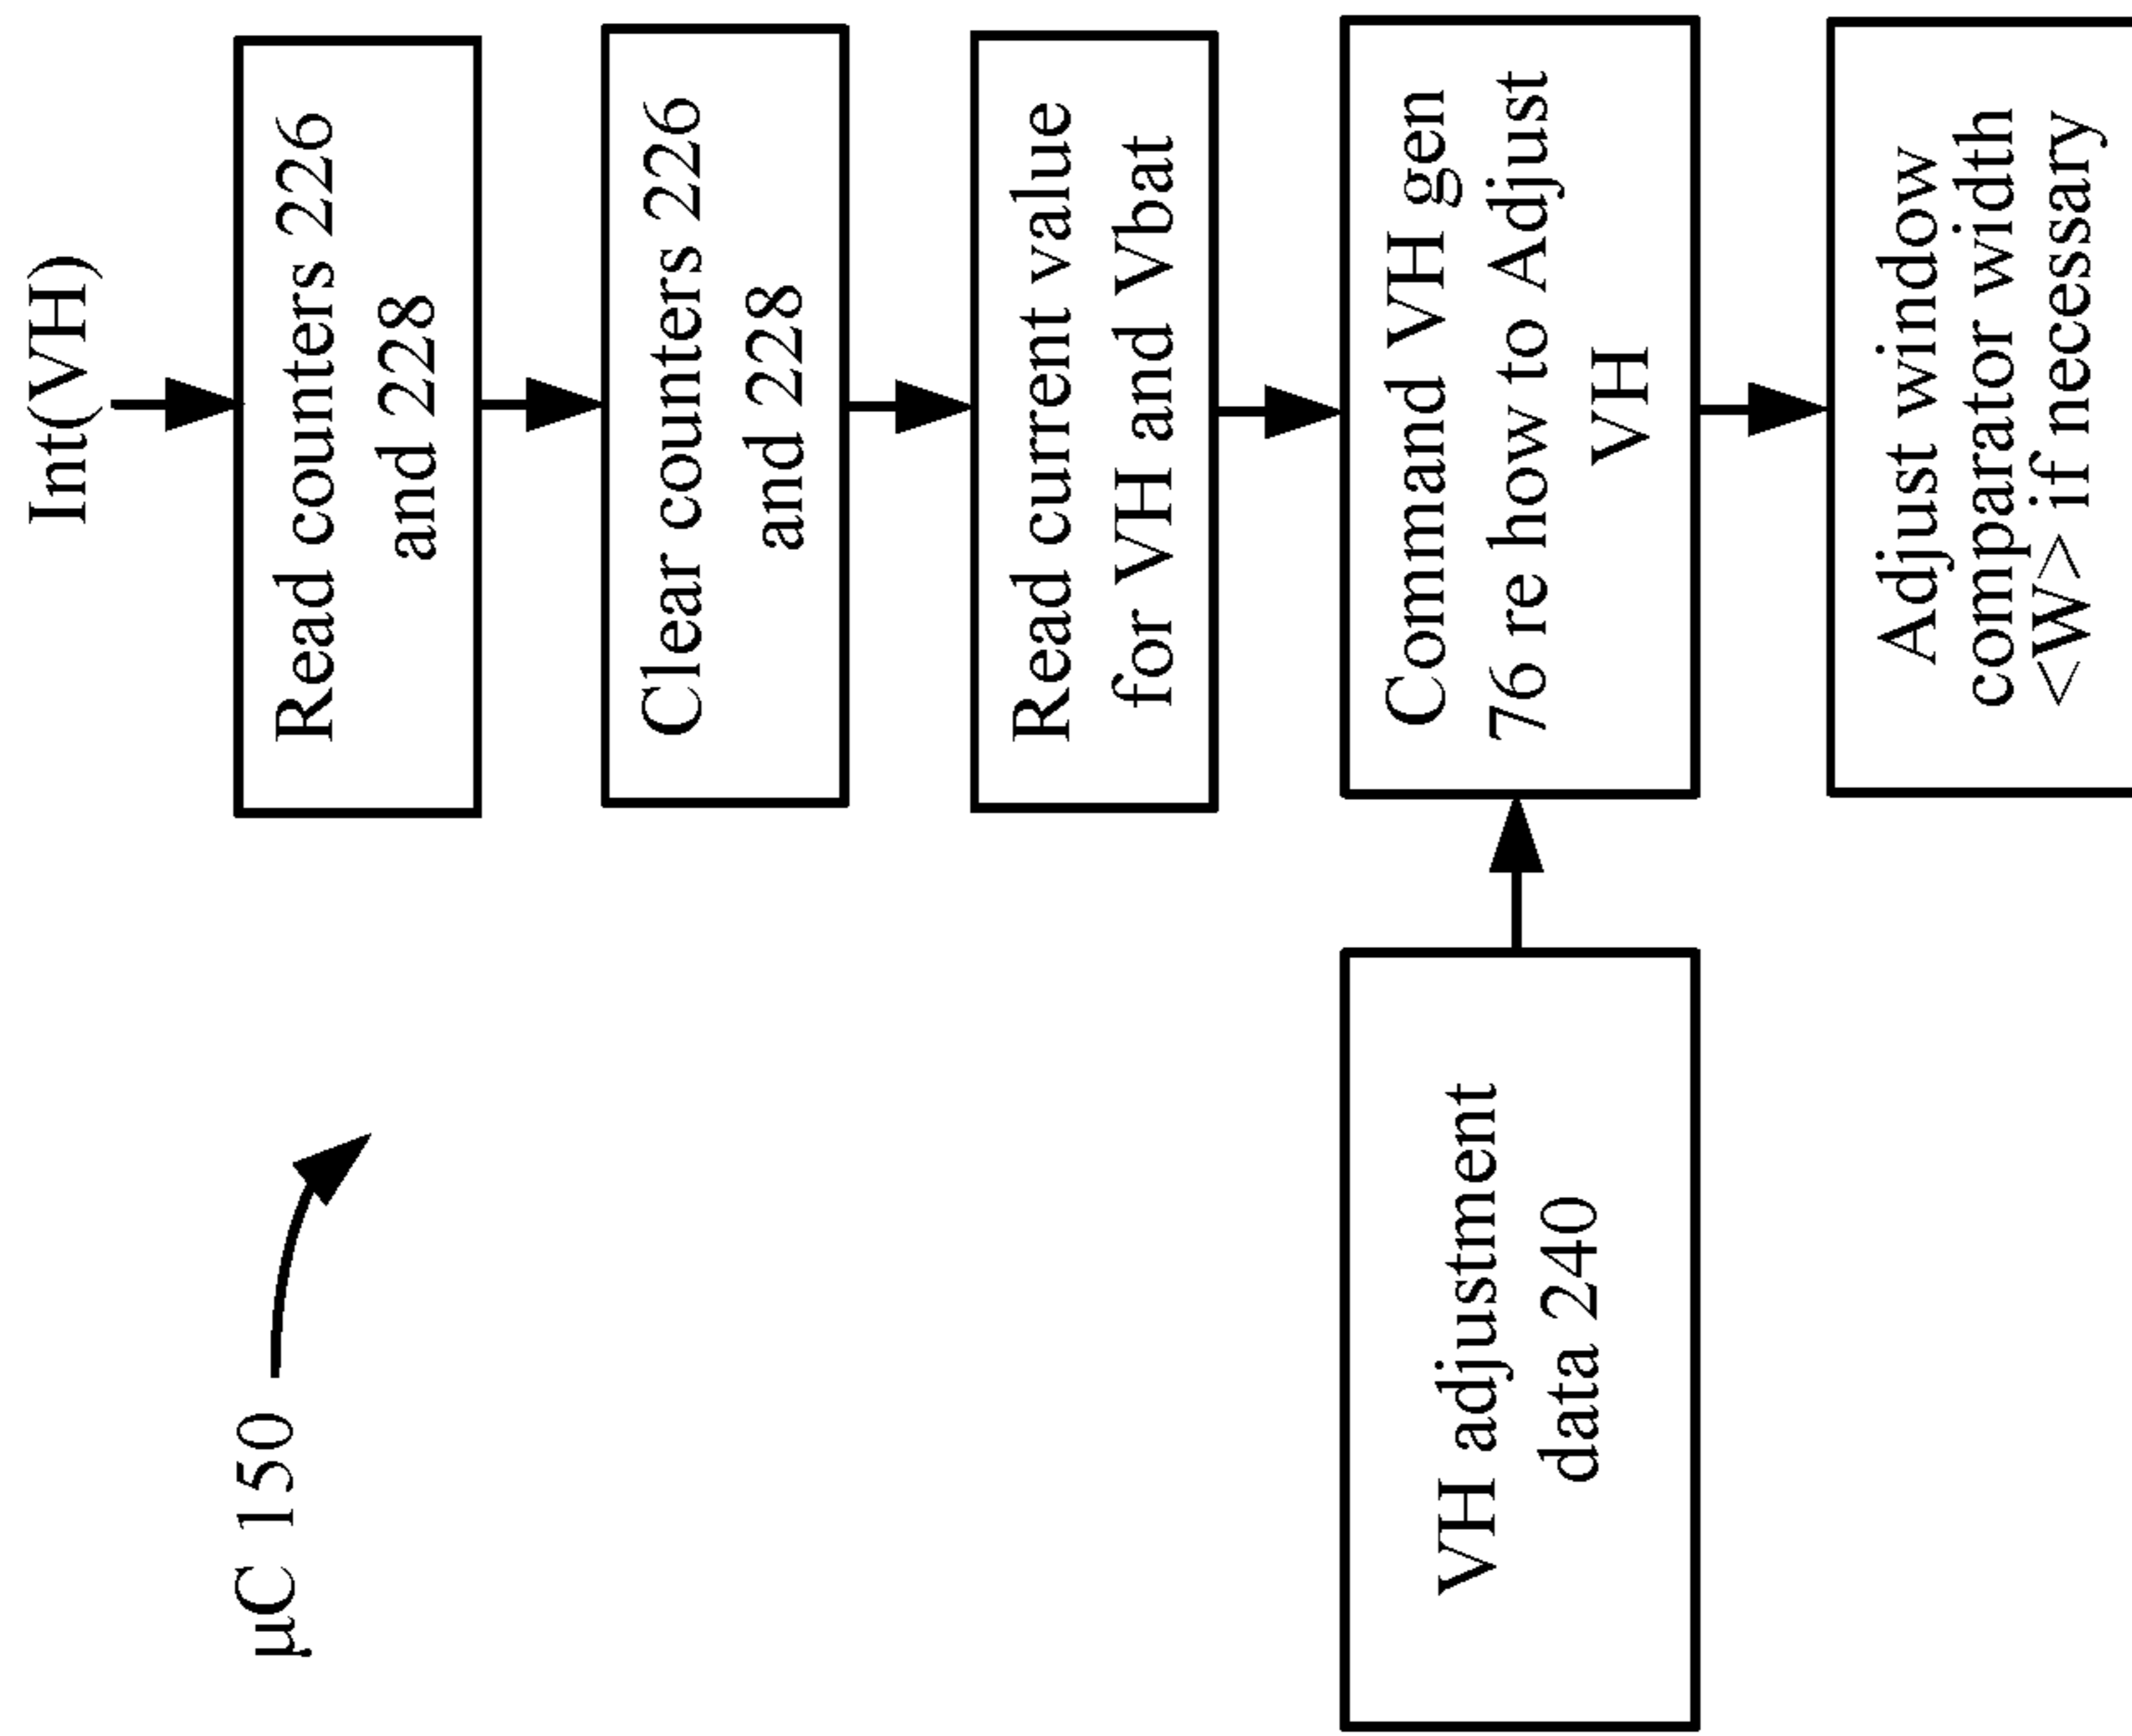 µC 150
Int(VH)
Read counters 226
and 228
Clear counters 226
and 228
Read current value
for VH and Vbat
VH adjustment
data 240
Command VH gen
76 re how to Adjust
VH
Adjust window
comparator width
<W> if necessary